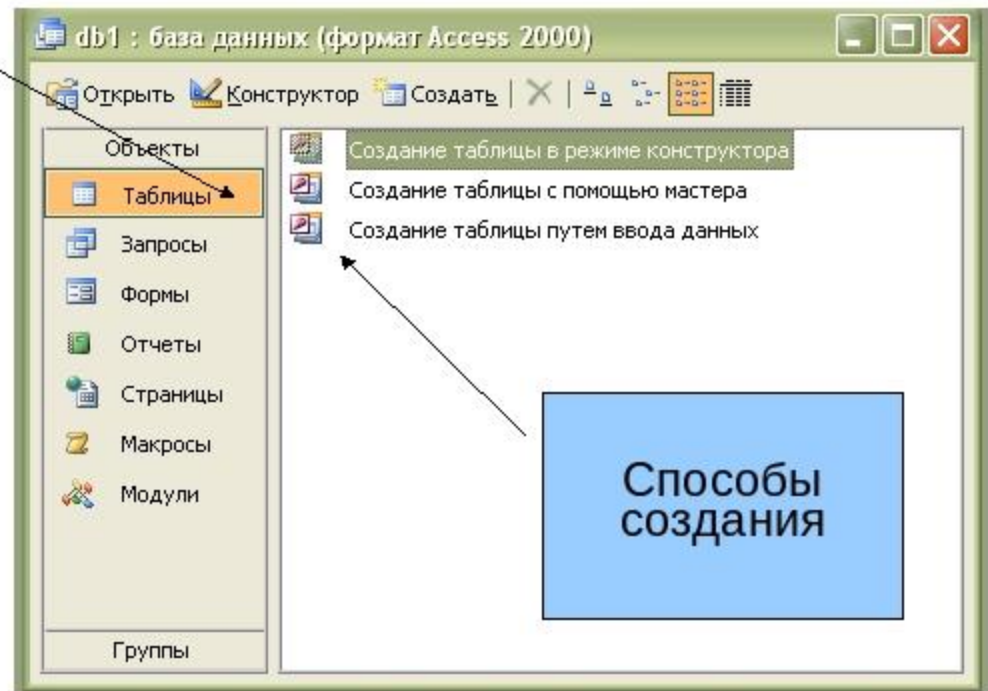 db1 : база данных (формат Access 2000)
Открыть Конструктор Создать
Объекты
Таблицы
Запросы
Формы
Отчеты
Страницы
Макросы
Модули
Группы
Создание таблицы в режиме конструктора
Создание таблицы с помощью мастера
Создание таблицы путем ввода данных
Способы
создания